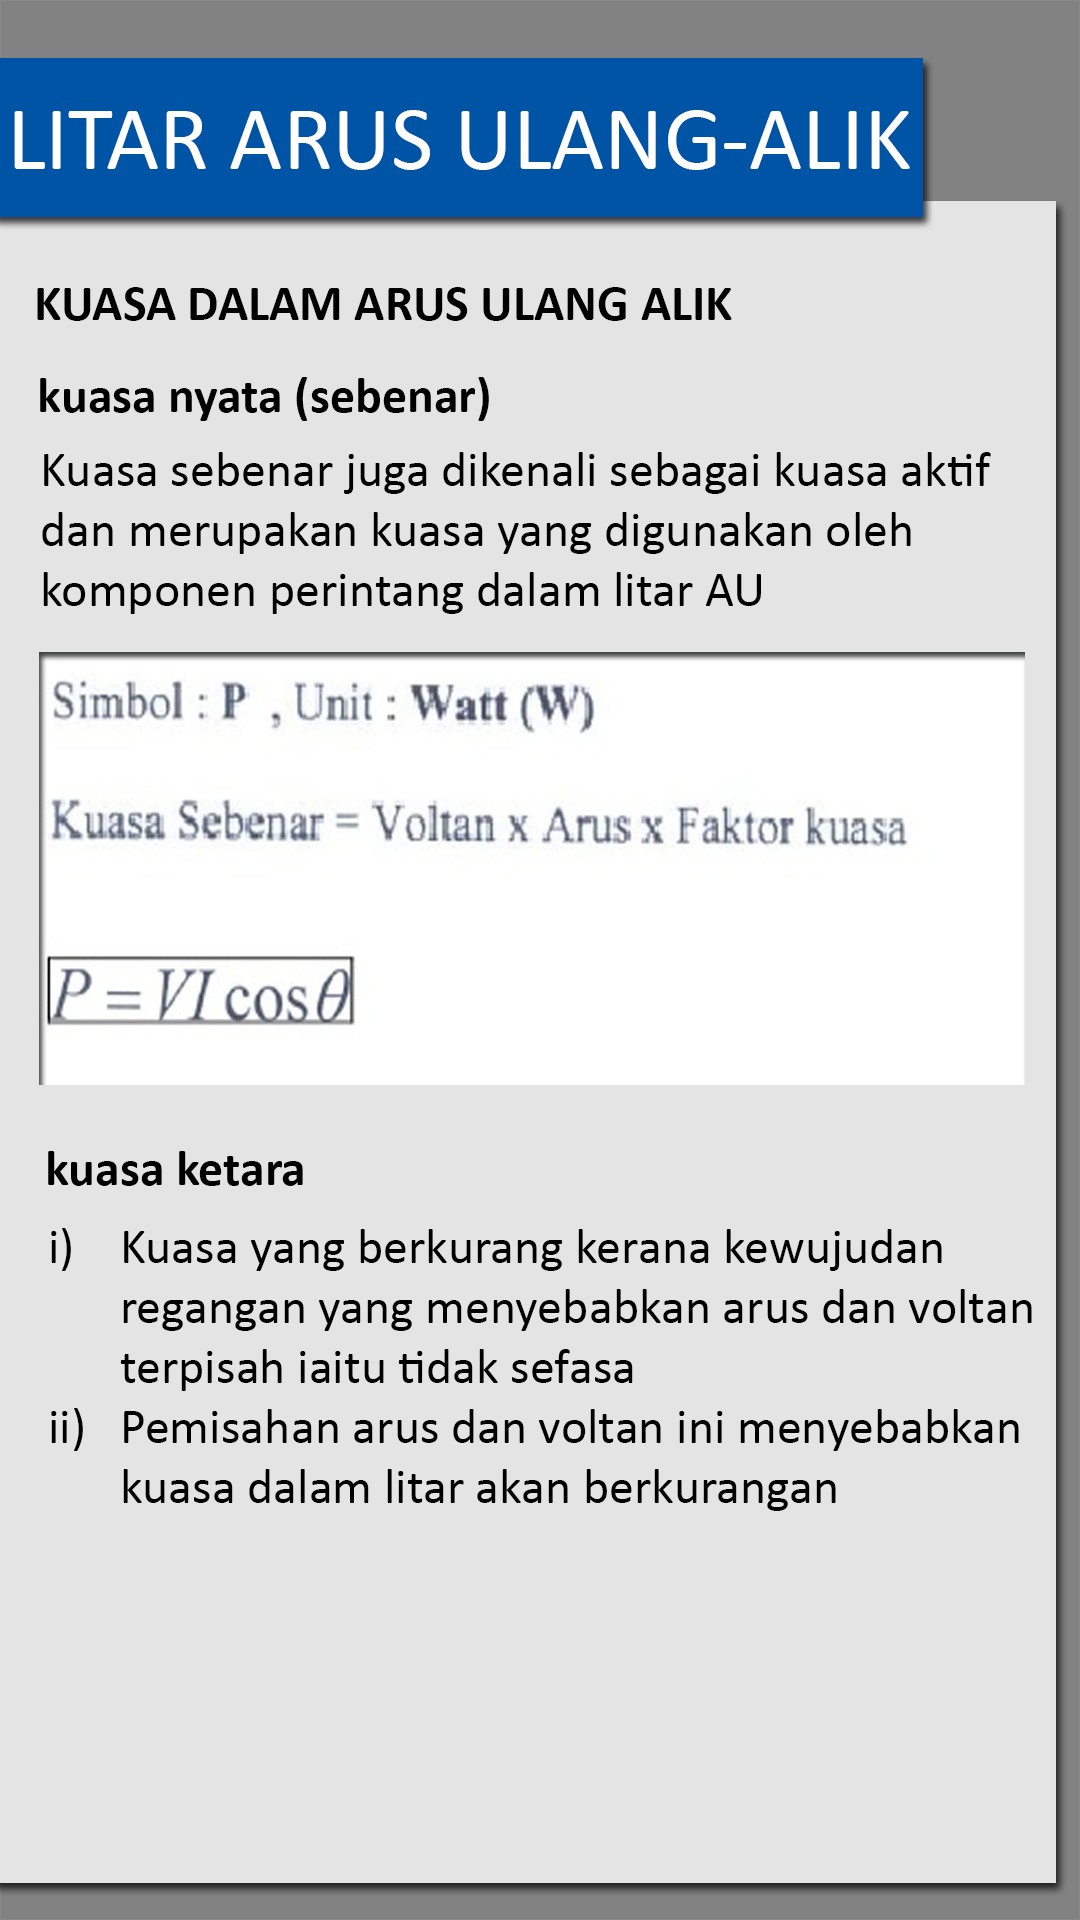 LITAR ARUS ULANG-ALIK
KUASA DALAM ARUS ULANG ALIK
kuasa nyata (sebenar)
Kuasa sebenar juga dikenali sebagai kuasa aktif
dan merupakan kuasa yang digunakan oleh
komponen perintang dalam litar AU
Simbol : P , Unit : Watt (W)
Kuasa Sebenar = Voltan x Arus x Faktor kuasa
P = VI cos θ
kuasa ketara
i) Kuasa yang berkurang kerana kewujudan
regangan yang menyebabkan arus dan voltan
terpisah iaitu tidak sefasa
ii) Pemisahan arus dan voltan ini menyebabkan
kuasa dalam litar akan berkurangan